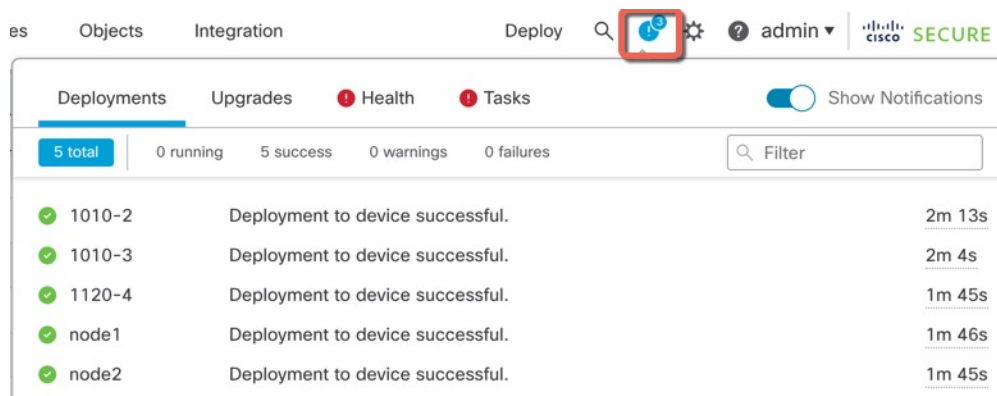 es Objects Integration Deploy 3 admin cisco SECURE
Deployments Upgrades Health Tasks Show Notifications
5 total 0 running 5 success 0 warnings 0 failures Filter
1010-2 Deployment to device successful. 2m 13s
1010-3 Deployment to device successful. 2m 4s
1120-4 Deployment to device successful. 1m 45s
node1 Deployment to device successful. 1m 46s
node2 Deployment to device successful. 1m 45s